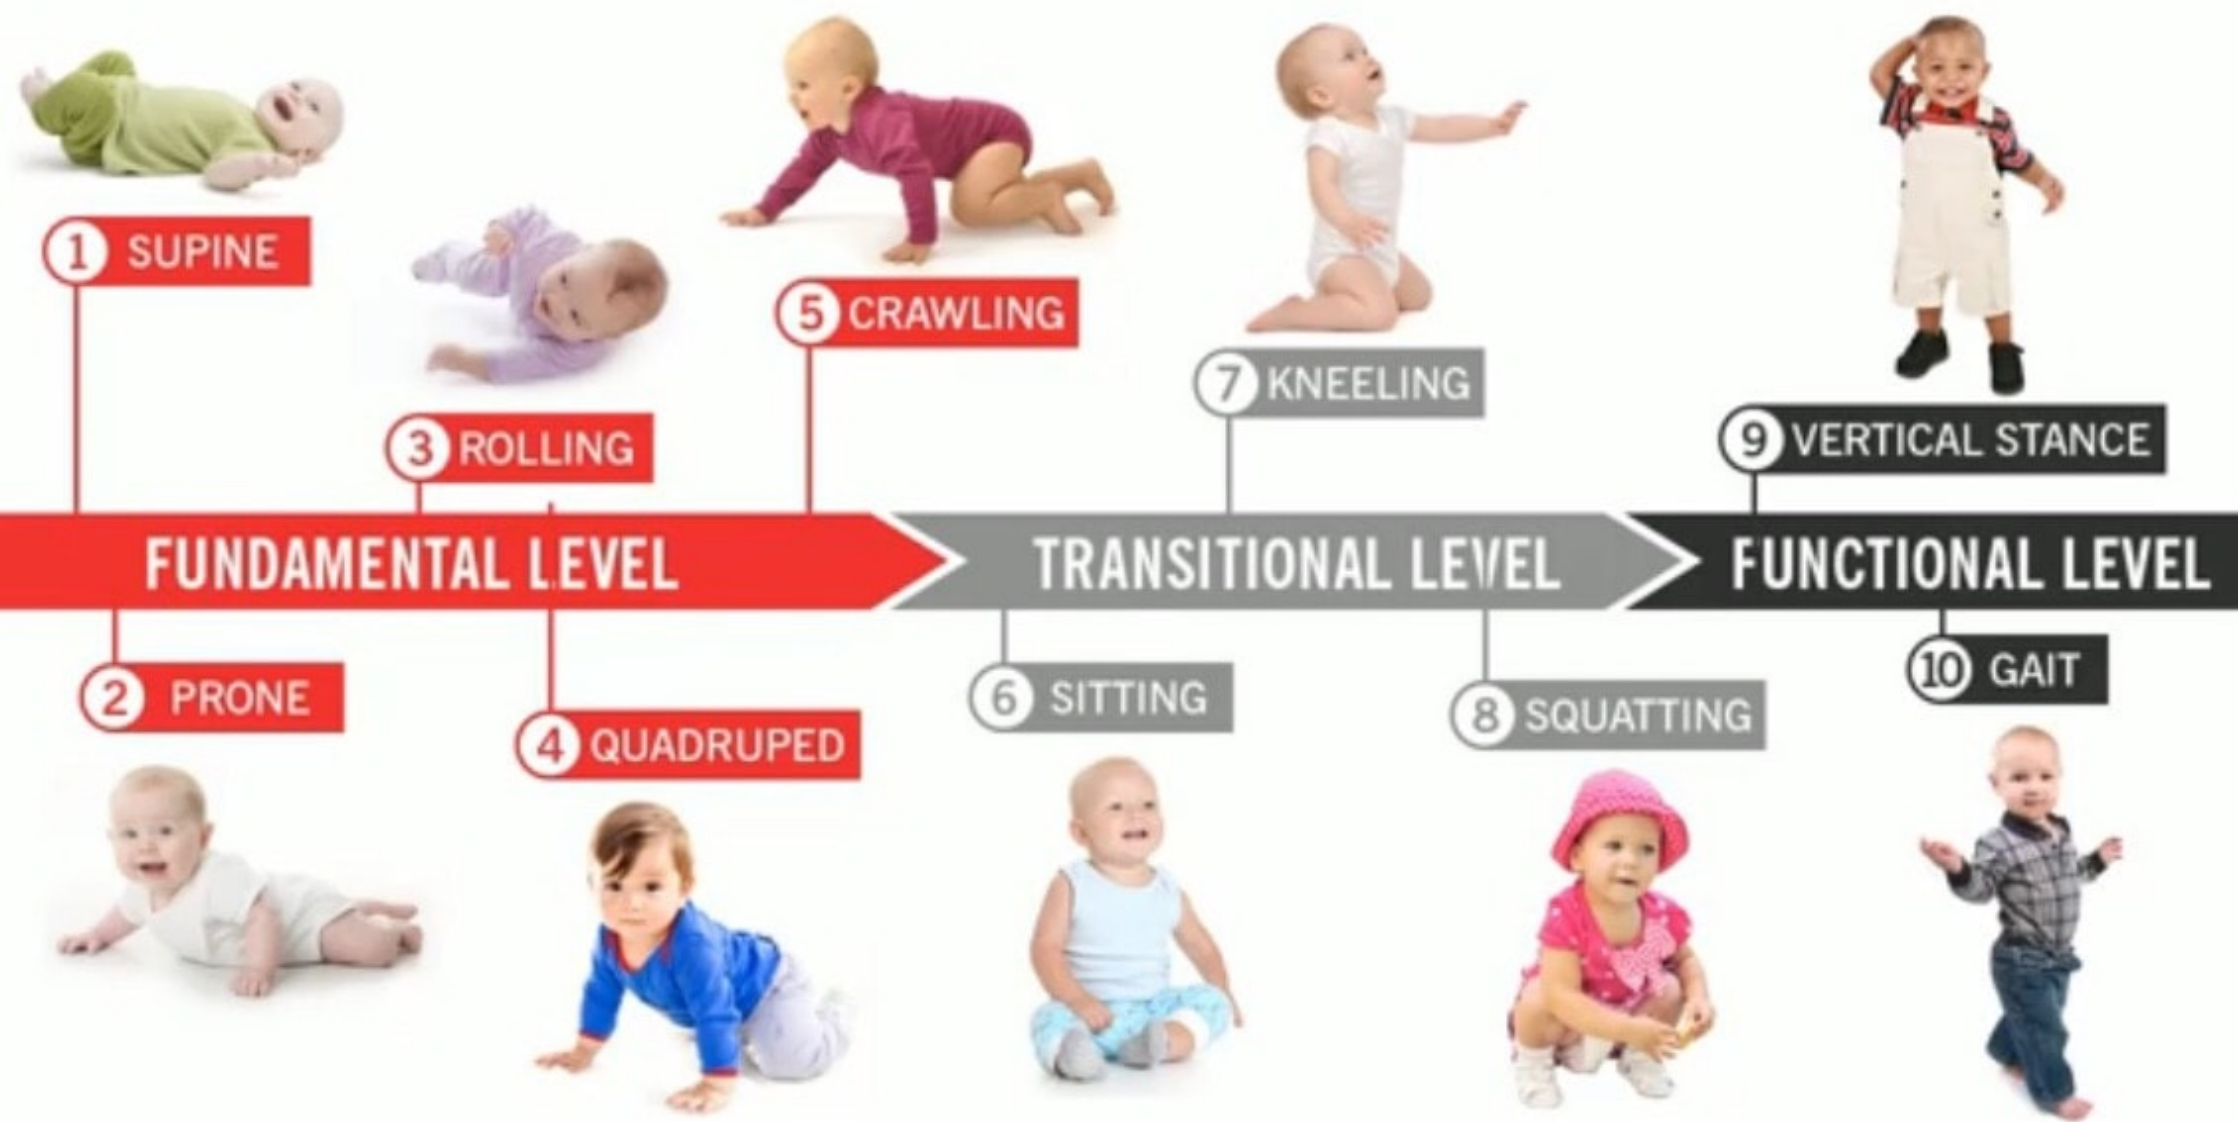 1 SUPINE
3 ROLLING
5 CRAWLING
7 KNEELING
9 VERTICAL STANCE
FUNDAMENTAL LEVEL
TRANSITIONAL LEVEL
FUNCTIONAL LEVEL
2 PRONE
4 QUADRUPED
6 SITTING
8 SQUATTING
10 GAIT